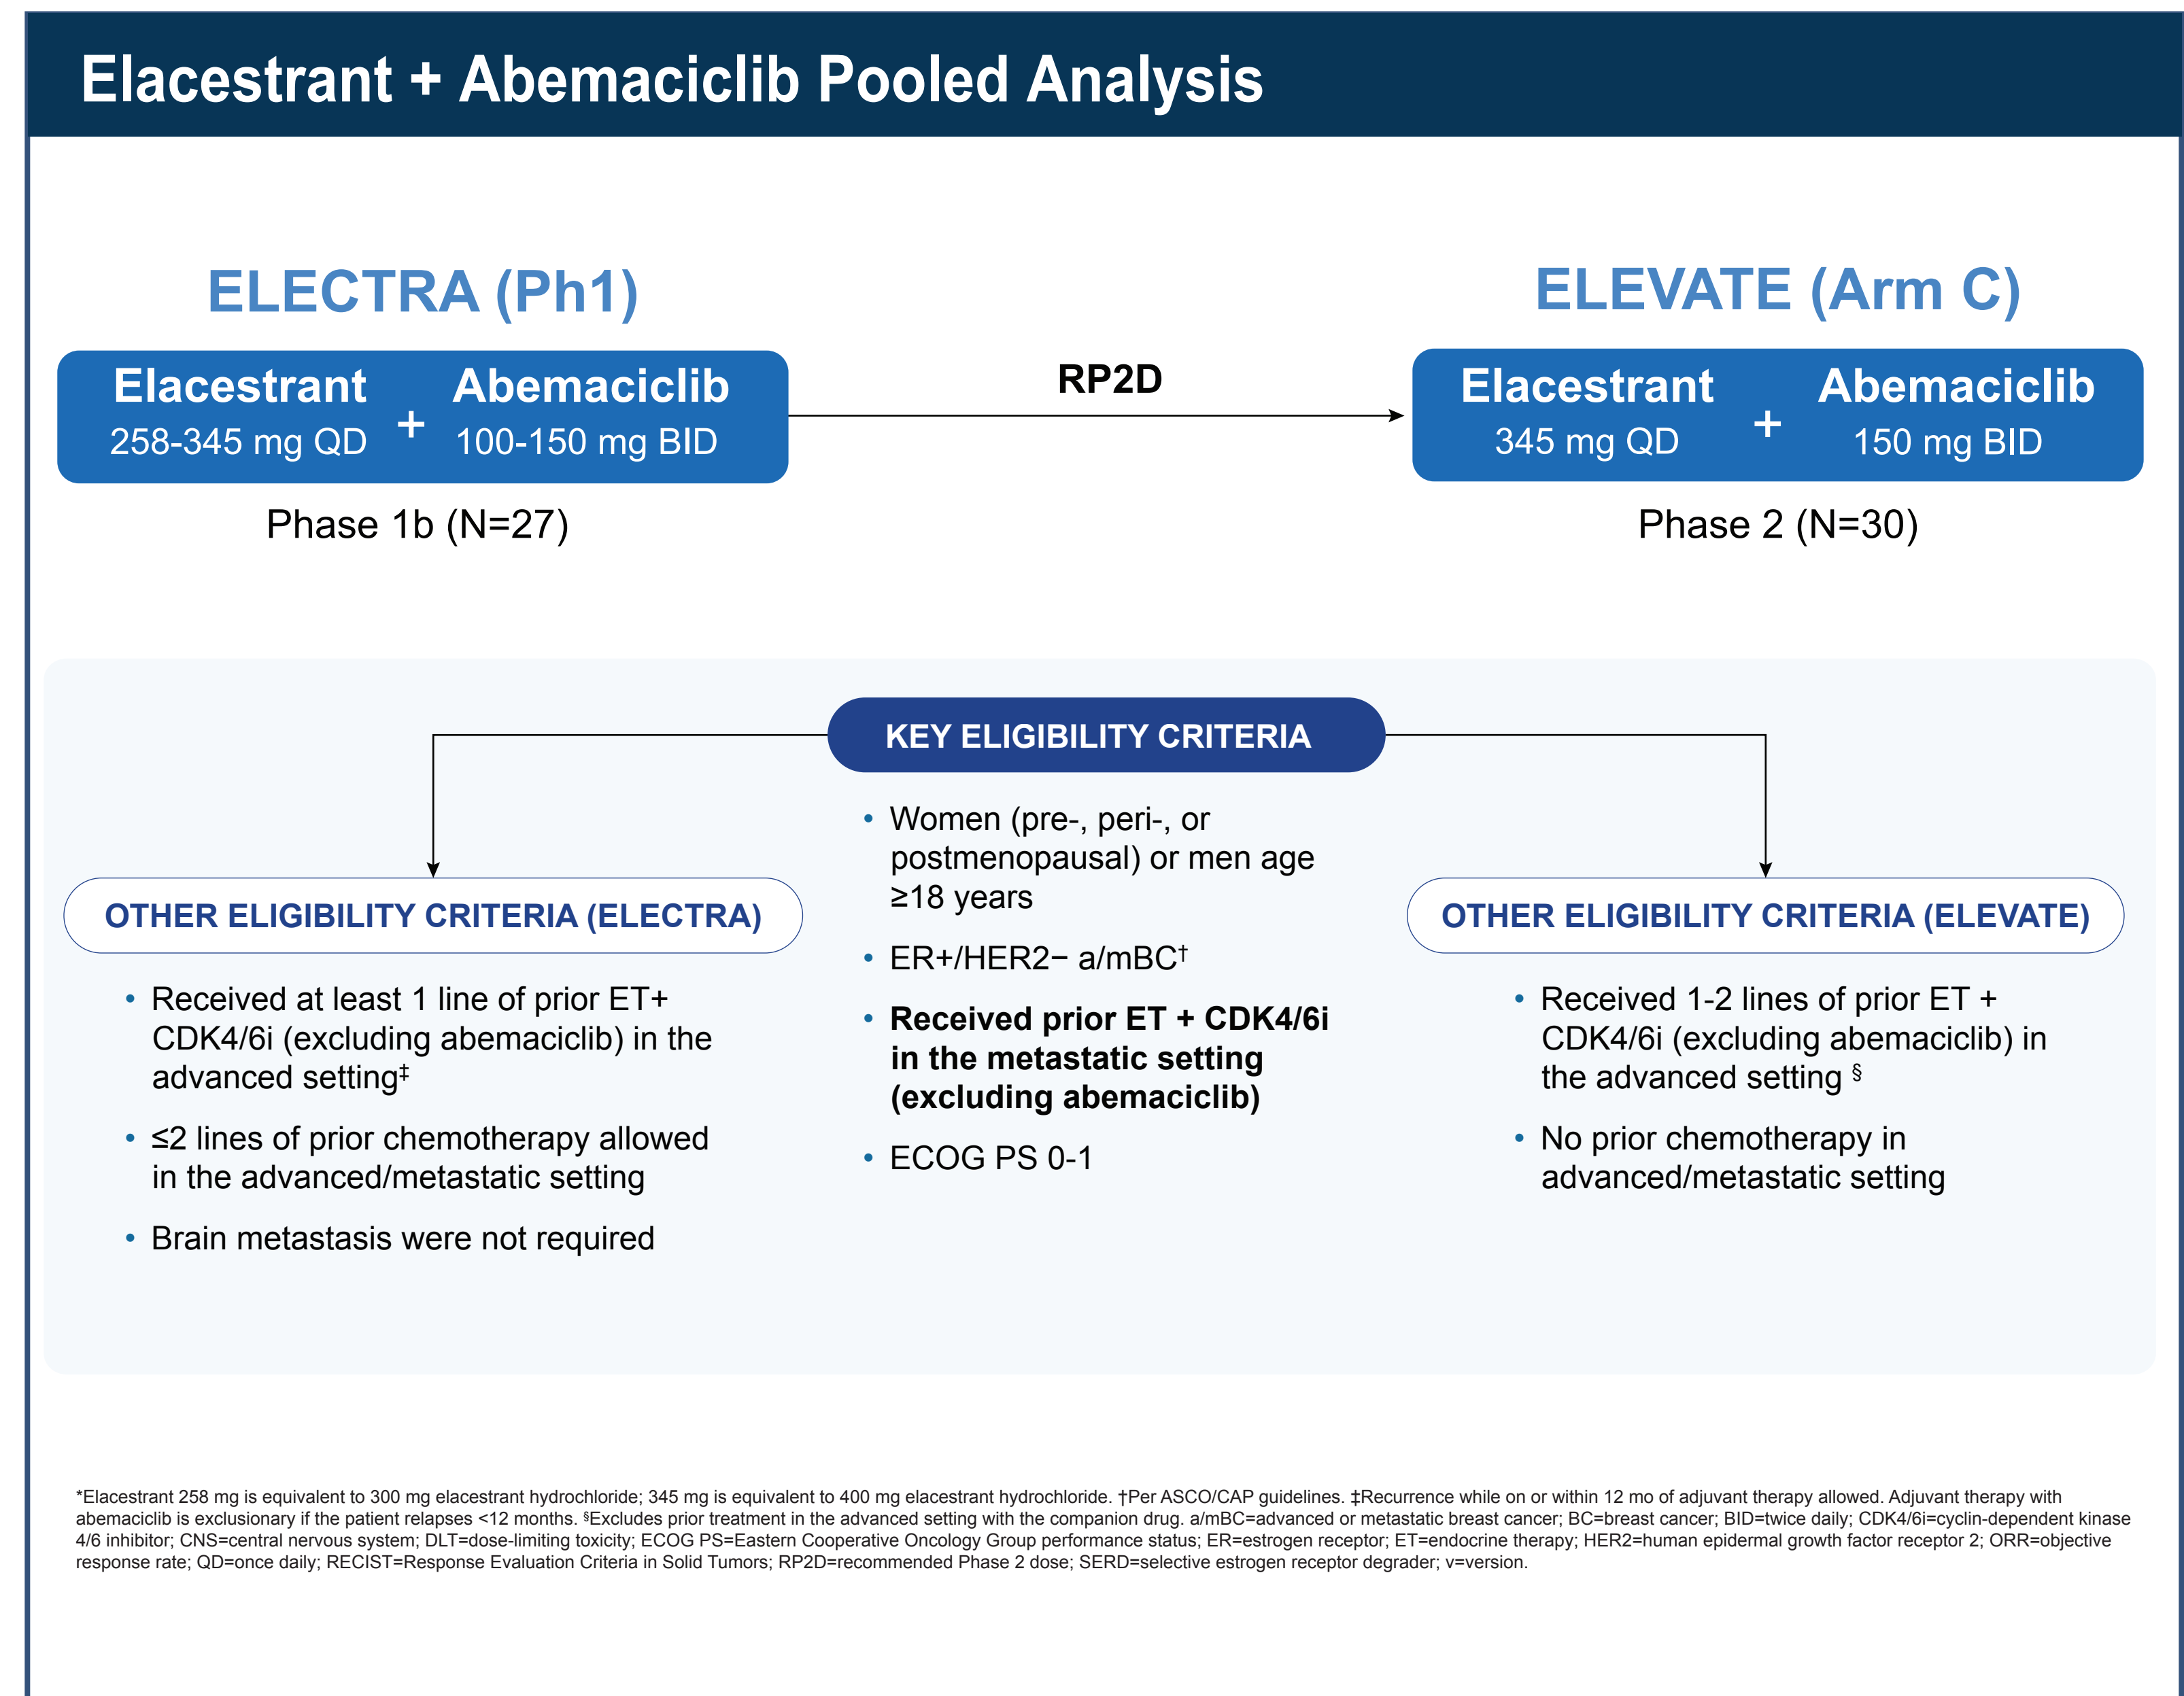 Elacestrant + Abemaciclib Pooled Analysis
ELECTRA (Ph1)
Elacestrant + Abemaciclib
258-345 mg QD 100-150 mg BID
Phase 1b (N=27)
RP2D
ELEVATE (Arm C)
Elacestrant + Abemaciclib
345 mg QD 150 mg BID
Phase 2 (N=30)
KEY ELIGIBILITY CRITERIA
• Women (pre-, peri-, or
postmenopausal) or men age
≥18 years
• ER+/HER2− a/mBC†
• Received prior ET + CDK4/6i
in the metastatic setting
(excluding abemaciclib)
• ECOG PS 0-1
OTHER ELIGIBILITY CRITERIA (ELECTRA)
• Received at least 1 line of prior ET+
CDK4/6i (excluding abemaciclib) in the
advanced setting‡
• ≤2 lines of prior chemotherapy allowed
in the advanced/metastatic setting
• Brain metastasis were not required
OTHER ELIGIBILITY CRITERIA (ELEVATE)
• Received 1-2 lines of prior ET +
CDK4/6i (excluding abemaciclib) in
the advanced setting §
• No prior chemotherapy in
advanced/metastatic setting
*Elacestrant 258 mg is equivalent to 300 mg elacestrant hydrochloride; 345 mg is equivalent to 400 mg elacestrant hydrochloride. †Per ASCO/CAP guidelines. ‡Recurrence while on or within 12 mo of adjuvant therapy allowed. Adjuvant therapy with
abemaciclib is exclusionary if the patient relapses <12 months. §Excludes prior treatment in the advanced setting with the companion drug. a/mBC=advanced or metastatic breast cancer; BC=breast cancer; BID=twice daily; CDK4/6i=cyclin-dependent kinase
4/6 inhibitor; CNS=central nervous system; DLT=dose-limiting toxicity; ECOG PS=Eastern Cooperative Oncology Group performance status; ER=estrogen receptor; ET=endocrine therapy; HER2=human epidermal growth factor receptor 2; ORR=objective
response rate; QD=once daily; RECIST=Response Evaluation Criteria in Solid Tumors; RP2D=recommended Phase 2 dose; SERD=selective estrogen receptor degrader; v=version.